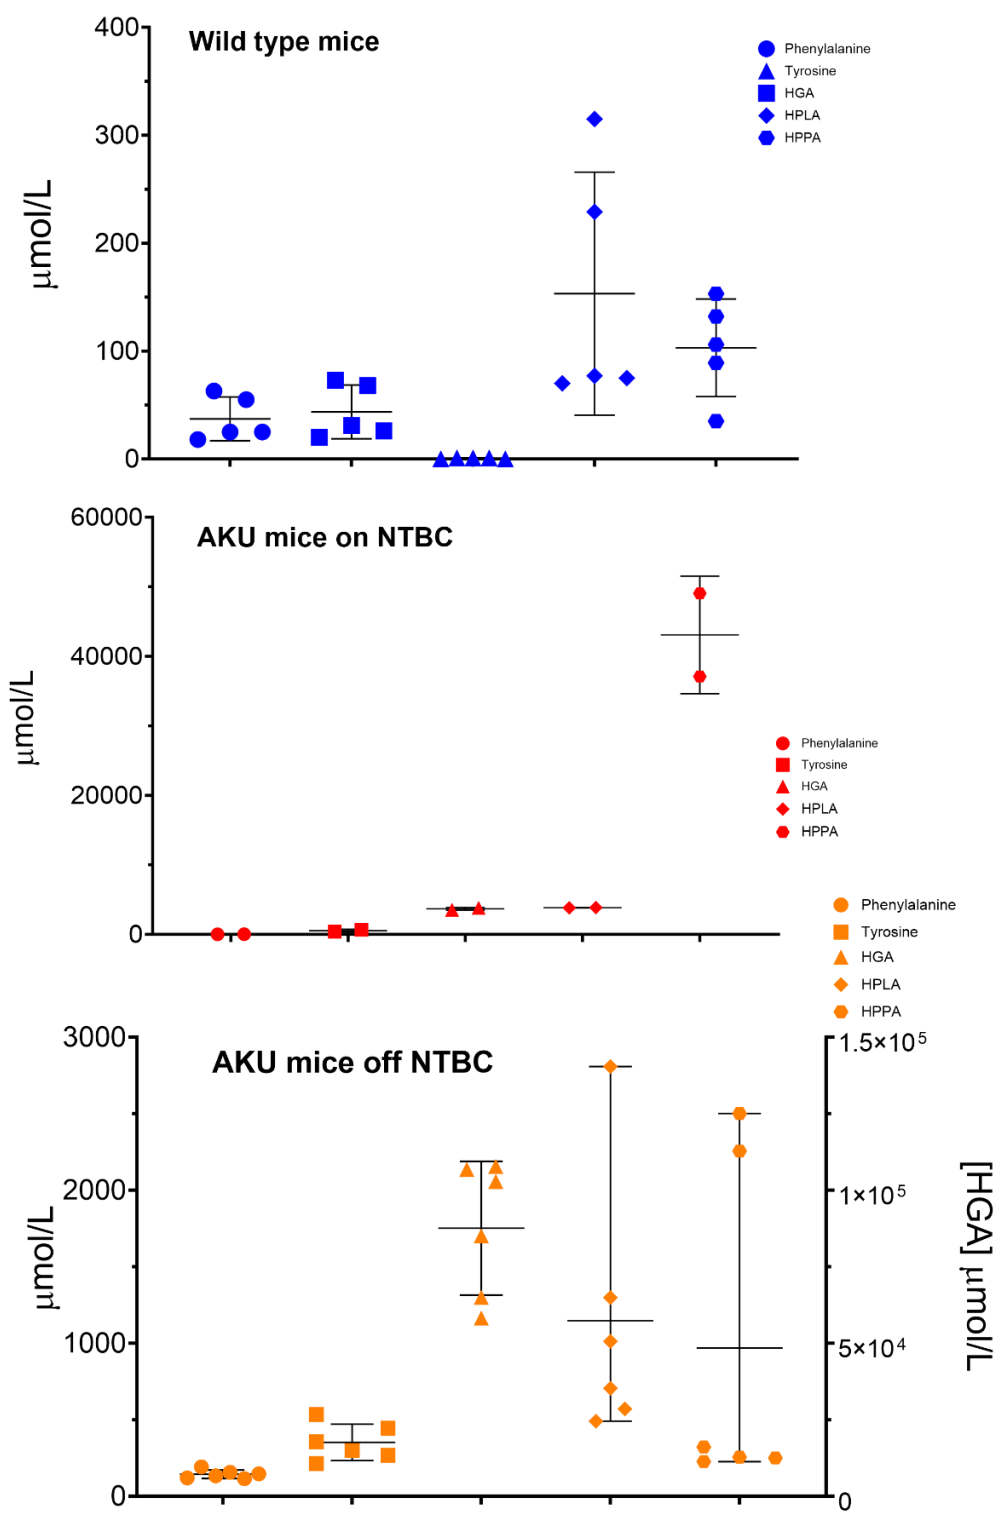 Wild type mice
400
300
200
100
0
μmol/L
Phenylalanine
Tyrosine
HGA
HPLA
HPPA
AKU mice on NTBC
60000
40000
20000
0
μmol/L
Phenylalanine
Tyrosine
HGA
HPLA
HPPA
Phenylalanine
Tyrosine
HGA
HPLA
HPPA
AKU mice off NTBC
3000
2000
1000
0
μmol/L
1.5×10⁵
1×10⁵
5×10⁴
0
[HGA] μmol/L